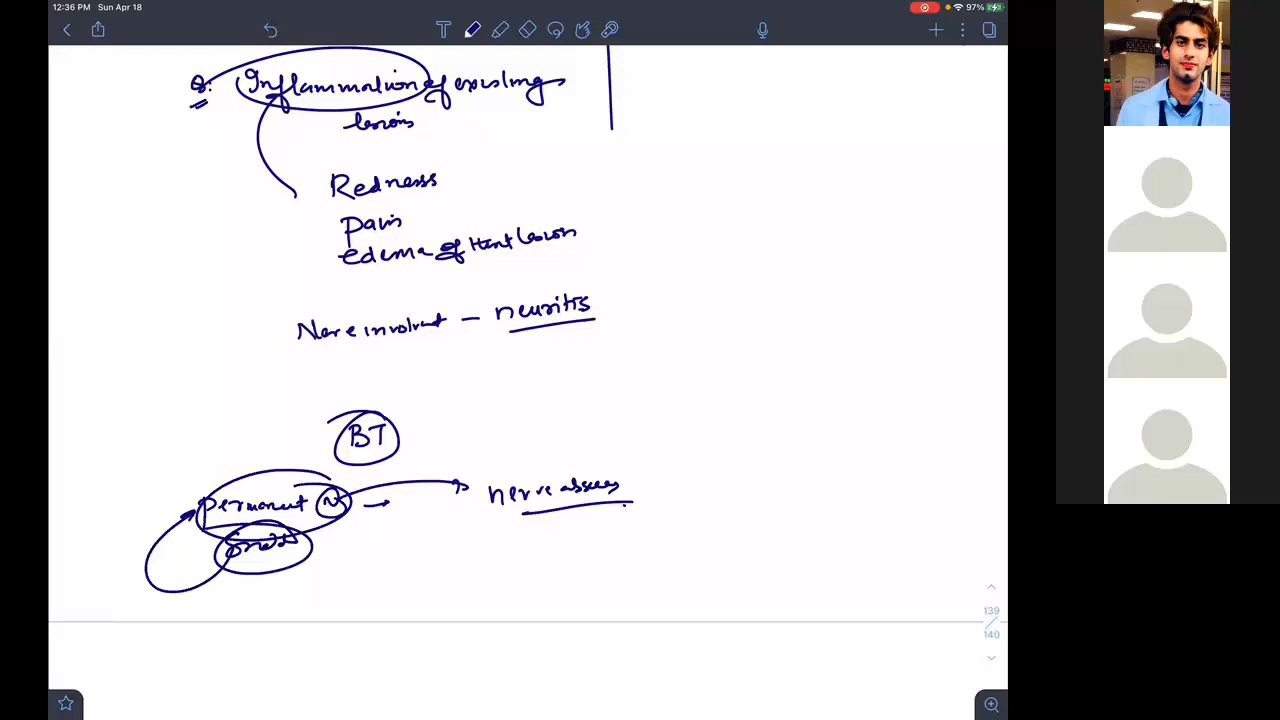 12:36 PM Sun Apr 18
97%
T
Q. Inflammation of existing
lesions
Redness
Pain
edema of that lesion
Nerve involvmt - neuritis
BT
permanent N →
nerve abscess
139
140